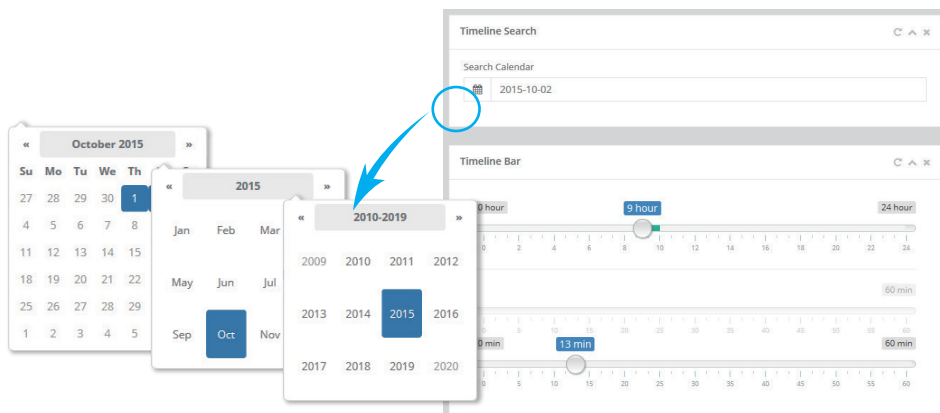 Timeline Search
Search Calendar
2015-10-02
« October 2015 »
Su Mo Tu We Th
27 28 29 30 1
4 5 6 7 8
11 12 13 14 15
18 19 20 21 22
25 26 27 28 29
1 2 3 4 5
« 2015 »
Jan Feb Mar
May Jun Jul
Sep Oct Nov
« 2010-2019 »
2009 2010 2011 2012
2013 2014 2015 2016
2017 2018 2019 2020
Timeline Bar
0 hour 9 hour 24 hour
0 2 4 6 8 10 12 14 16 18 20 22 24
60 min
0 5 10 15 20 25 30 35 40 45 50 55 60
0 min 13 min 60 min
0 5 10 15 20 25 30 35 40 45 50 55 60